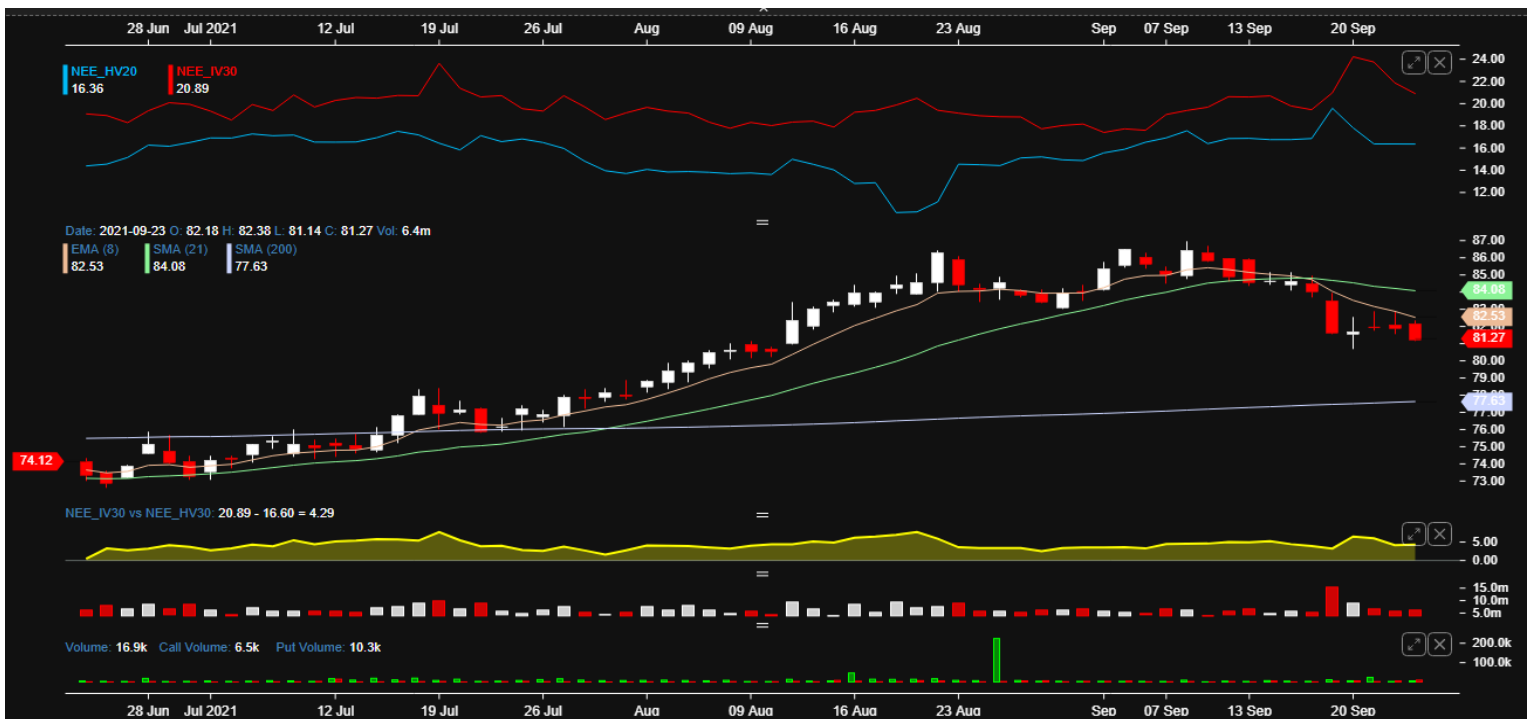 28 Jun Jul 2021 12 Jul 19 Jul 26 Jul Aug 09 Aug 16 Aug 23 Aug Sep 07 Sep 13 Sep 20 Sep
NEE_HV20 NEE_IV30
16.36 20.89
24.00
22.00
20.00
18.00
16.00
14.00
12.00
Date: 2021-09-23 O: 82.18 H: 82.38 L: 81.14 C: 81.27 Vol: 6.4m
EMA (8) SMA (21) SMA (200)
82.53 84.08 77.63
87.00
86.00
85.00
84.08
83.00
82.53
82.00
81.27
80.00
79.00
77.63
77.00
76.00
75.00
74.12
74.00
73.00
NEE_IV30 vs NEE_HV30: 20.89 - 16.60 = 4.29
5.00
0.00
15.0m
10.0m
5.0m
Volume: 16.9k Call Volume: 6.5k Put Volume: 10.3k
200.0k
100.0k
28 Jun Jul 2021 12 Jul 19 Jul 26 Jul Aug 09 Aug 16 Aug 23 Aug Sep 07 Sep 13 Sep 20 Sep